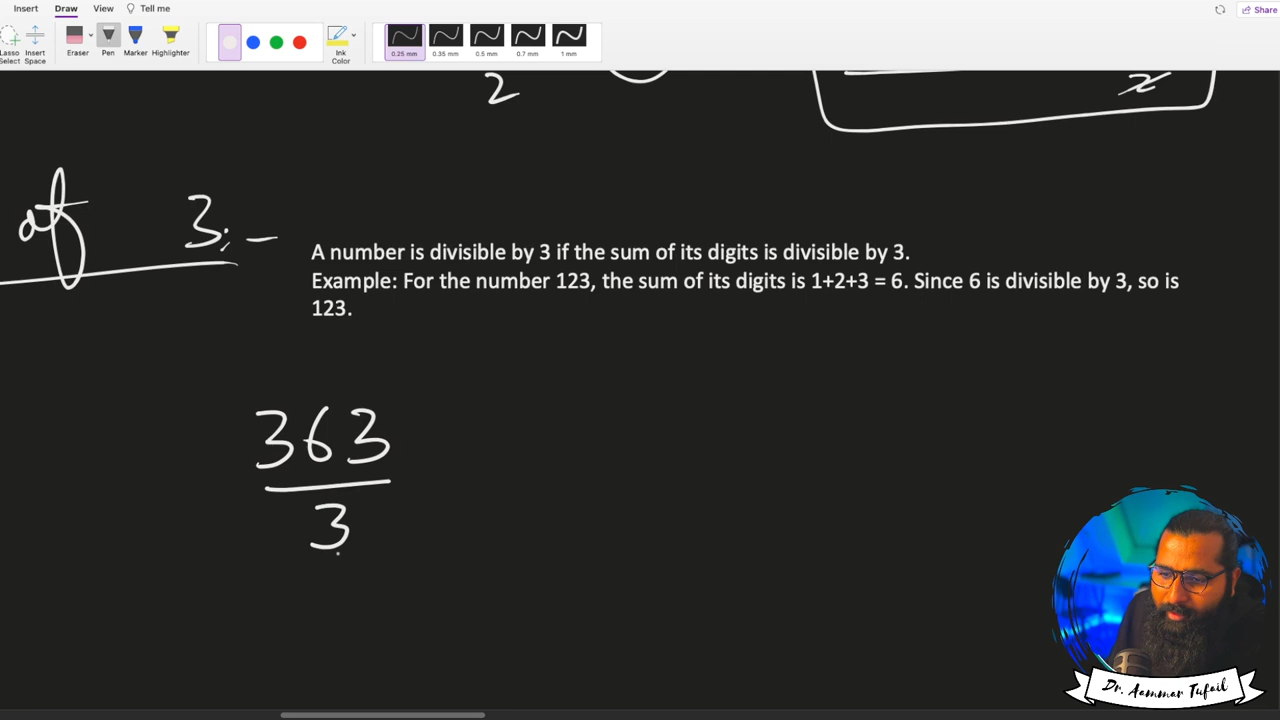 Insert Draw View Tell me Share
Lasso Select Insert Space Eraser Pen Marker Highlighter Ink Color 0.25 mm 0.35 mm 0.5 mm 0.7 mm 1 mm
2 2
of 3:-
A number is divisible by 3 if the sum of its digits is divisible by 3.
Example: For the number 123, the sum of its digits is 1+2+3 = 6. Since 6 is divisible by 3, so is
123.
363
3
Dr. Aammar Tufail